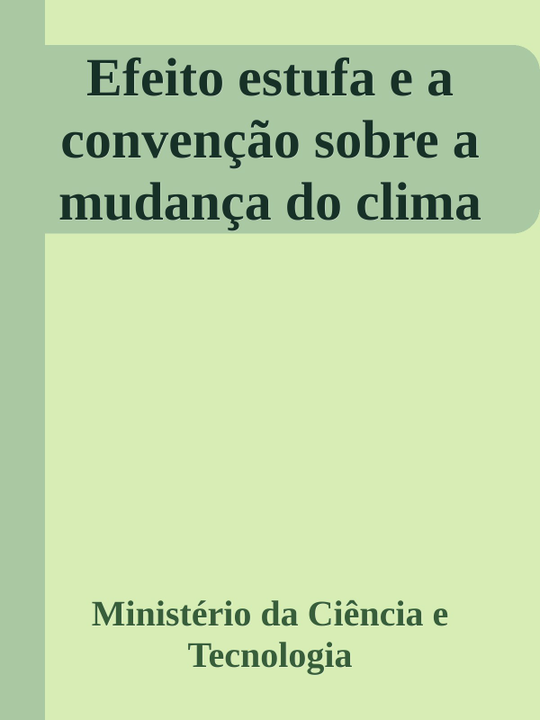 Efeito estufa e a
convenção sobre a
mudança do clima
Ministério da Ciência e
Tecnologia